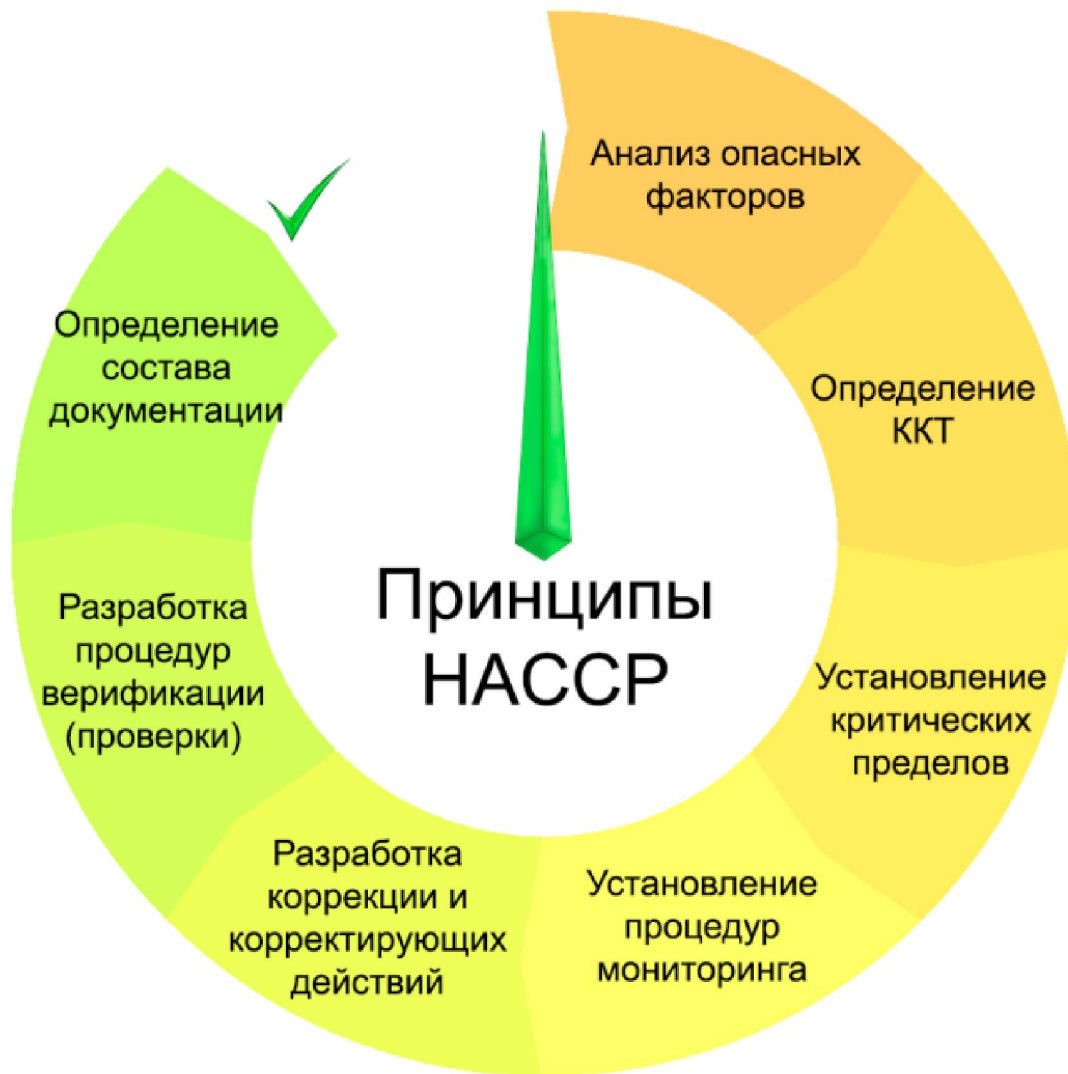 Анализ опасных
факторов
Определение
ККТ
Установление
критических
пределов
Установление
процедур
мониторинга
Разработка
коррекции и
корректирующих
действий
Разработка
процедур
верификации
(проверки)
Определение
состава
документации
Принципы
НАССР